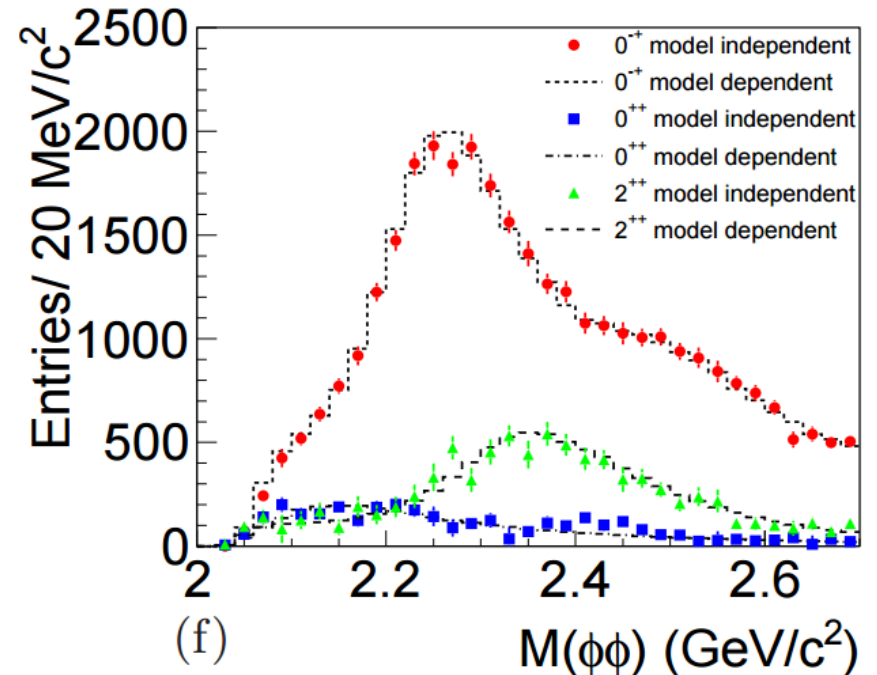 2500
2000
1500
1000
500
0
Entries/ 20 MeV/c²
0⁻⁺ model independent
0⁻⁺ model dependent
0⁺⁺ model independent
0⁺⁺ model dependent
2⁺⁺ model independent
2⁺⁺ model dependent
2 2.2 2.4 2.6
(f) M(ϕϕ) (GeV/c²)